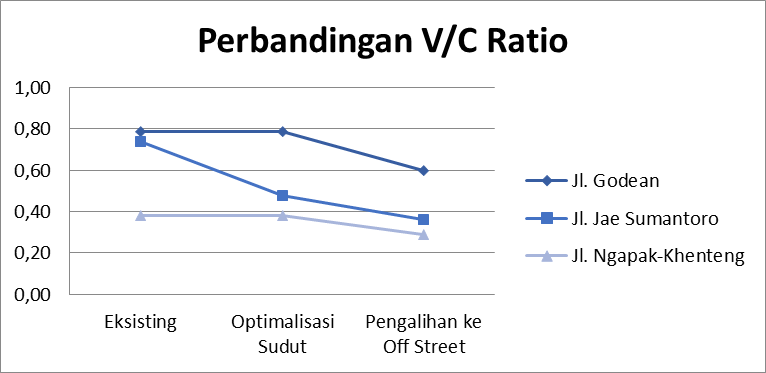 Perbandingan V/C Ratio
1,00
0,80
0,60
0,40
0,20
0,00
Eksisting
Optimalisasi
Sudut
Pengalihan ke
Off Street
Jl. Godean
Jl. Jae Sumantoro
Jl. Ngapak-Khenteng